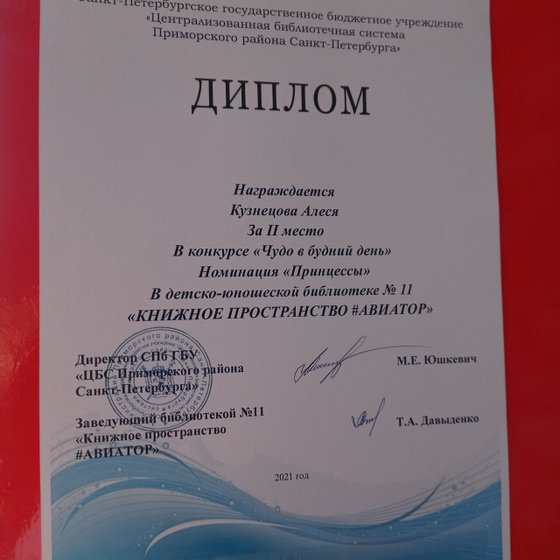 Санкт-Петербургское государственное бюджетное учреждение
«Централизованная библиотечная система
Приморского района Санкт-Петербурга»
ДИПЛОМ
Награждается
Кузнецова Алеся
За II место
В конкурсе «Чудо в будний день»
Номинация «Принцессы»
В детско-юношеской библиотеке № 11
«КНИЖНОЕ ПРОСТРАНСТВО #АВИАТОР»
Директор СПб ГБУ
«ЦБС Приморского района
Санкт-Петербурга»
М.Е. Юшкевич
Заведующий библиотекой №11
«Книжное пространство
#АВИАТОР»
Т.А. Давыденко
2021 год